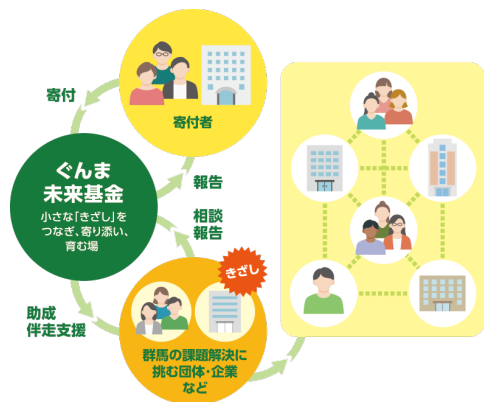 寄付
寄付者
ぐんま
未来基金
小さな「きざし」を
つなぎ、寄り添い、
育む場
報告
相談
報告
きざし
助成
伴走支援
群馬の課題解決に
挑む団体・企業
など